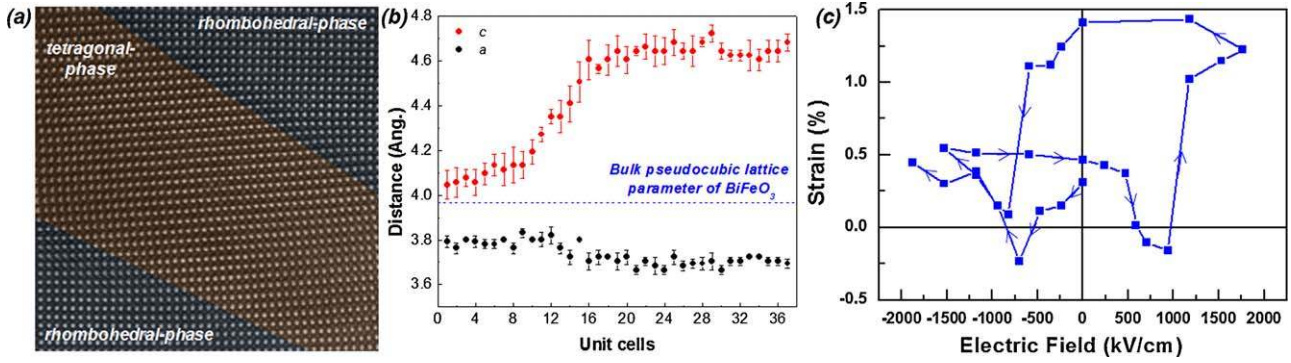 (a)
rhombohedral-phase
tetragonal-
phase
rhombohedral-phase
(b)
4.8
4.6
4.4
4.2
4.0
3.8
3.6
Distance (Ang.)
c
a
Bulk pseudocubic lattice
parameter of BiFeO3
0 4 8 12 16 20 24 28 32 36
Unit cells
(c)
1.5
1.0
0.5
0.0
-0.5
Strain (%)
-2000 -1500 -1000 -500 0 500 1000 1500 2000
Electric Field (kV/cm)